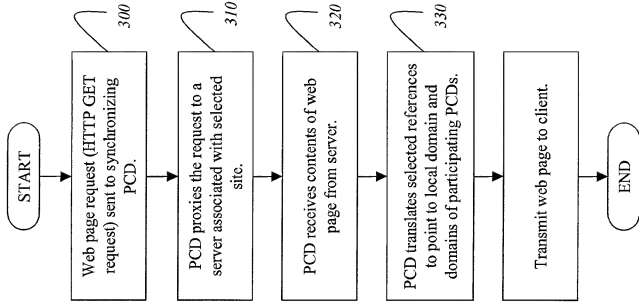 START
300
Web page request (HTTP GET
request) sent to synchronizing
PCD.
310
PCD proxies the request to a
server associated with selected
site.
320
PCD receives contents of web
page from server.
330
PCD translates selected references
to point to local domain and
domains of participating PCDs.
Transmit web page to client.
END